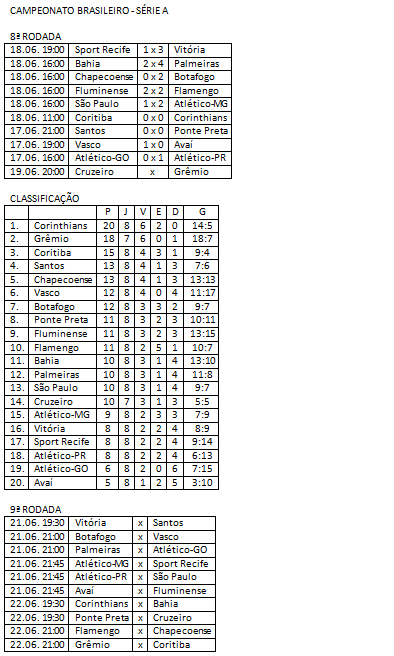 CAMPEONATO BRASILEIRO - SÉRIE A
8ª RODADA
18.06. 19:00 Sport Recife 1 x 3 Vitória
18.06. 16:00 Bahia 2 x 4 Palmeiras
18.06. 16:00 Chapecoense 0 x 2 Botafogo
18.06. 16:00 Fluminense 2 x 2 Flamengo
18.06. 16:00 São Paulo 1 x 2 Atlético-MG
18.06. 11:00 Coritiba 0 x 0 Corinthians
17.06. 21:00 Santos 0 x 0 Ponte Preta
17.06. 19:00 Vasco 1 x 0 Avaí
17.06. 16:00 Atlético-GO 0 x 1 Atlético-PR
19.06. 20:00 Cruzeiro x Grêmio
CLASSIFICAÇÃO
P J V E D G
1. Corinthians 20 8 6 2 0 14:5
2. Grêmio 18 7 6 0 1 18:7
3. Coritiba 15 8 4 3 1 9:4
4. Santos 13 8 4 1 3 7:6
5. Chapecoense 13 8 4 1 3 13:13
6. Vasco 12 8 4 0 4 11:17
7. Botafogo 12 8 3 3 2 9:7
8. Ponte Preta 11 8 3 2 3 10:11
9. Fluminense 11 8 3 2 3 13:15
10. Flamengo 11 8 2 5 1 10:7
11. Bahia 10 8 3 1 4 13:10
12. Palmeiras 10 8 3 1 4 11:8
13. São Paulo 10 8 3 1 4 9:7
14. Cruzeiro 10 7 3 1 3 5:5
15. Atlético-MG 9 8 2 3 3 7:9
16. Vitória 8 8 2 2 4 8:9
17. Sport Recife 8 8 2 2 4 9:14
18. Atlético-PR 8 8 2 2 4 6:13
19. Atlético-GO 6 8 2 0 6 7:15
20. Avaí 5 8 1 2 5 3:10
9ª RODADA
21.06. 19:30 Vitória x Santos
21.06. 21:00 Botafogo x Vasco
21.06. 21:00 Palmeiras x Atlético-GO
21.06. 21:45 Atlético-MG x Sport Recife
21.06. 21:45 Atlético-PR x São Paulo
21.06. 21:45 Avaí x Fluminense
22.06. 19:30 Corinthians x Bahia
22.06. 19:30 Ponte Preta x Cruzeiro
22.06. 21:00 Flamengo x Chapecoense
22.06. 21:00 Grêmio x Coritiba